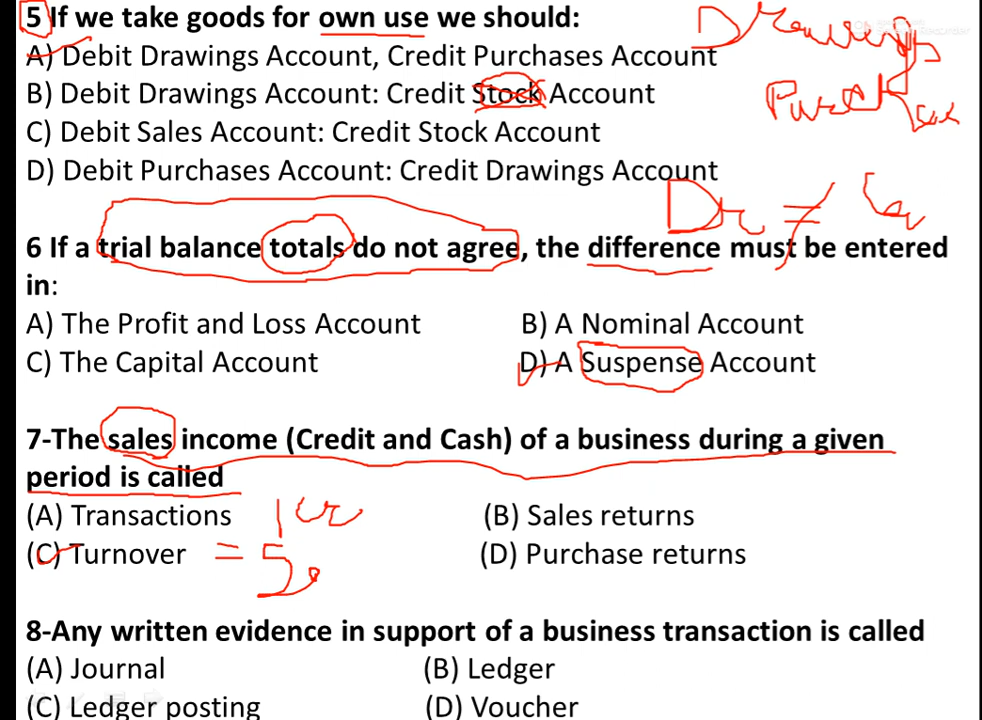 5 If we take goods for own use we should:
A) Debit Drawings Account, Credit Purchases Account
B) Debit Drawings Account: Credit Stock Account
C) Debit Sales Account: Credit Stock Account
D) Debit Purchases Account: Credit Drawings Account
Drawings
Dr ≠ Cr
6 If a trial balance totals do not agree, the difference must be entered
in:
A) The Profit and Loss Account B) A Nominal Account
C) The Capital Account D) A Suspense Account
7-The sales income (Credit and Cash) of a business during a given
period is called
(A) Transactions (B) Sales returns
(C) Turnover (D) Purchase returns
8-Any written evidence in support of a business transaction is called
(A) Journal (B) Ledger
(C) Ledger posting (D) Voucher